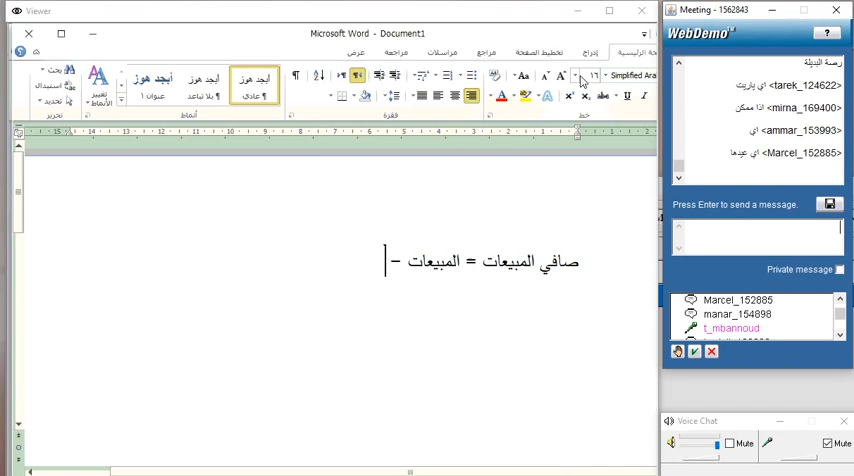 Viewer
Microsoft Word - Document1
الصفحة الرئيسية
إدراج
تخطيط الصفحة
مراجع
مراسلات
مراجعة
عرض
Simplified Ara
١٦
أبجد هوز
عادي
أبجد هوز
بلا تباعد
أبجد هوز
عنوان ١
تغيير الأنماط
بحث
استبدال
تحديد
خط
فقرة
أنماط
تحرير
صافي المبيعات = المبيعات –
Meeting - 1562843
WebDemo™
رصة البديلة
<tarek_124622> اي ياريت
<mirna_169400> اذا ممكن
<ammar_153993> اي
<Marcel_152885> اي عيدها
Press Enter to send a message.
Private message
Marcel_152885
manar_154898
t_mbannoud
Voice Chat
Mute
Mute